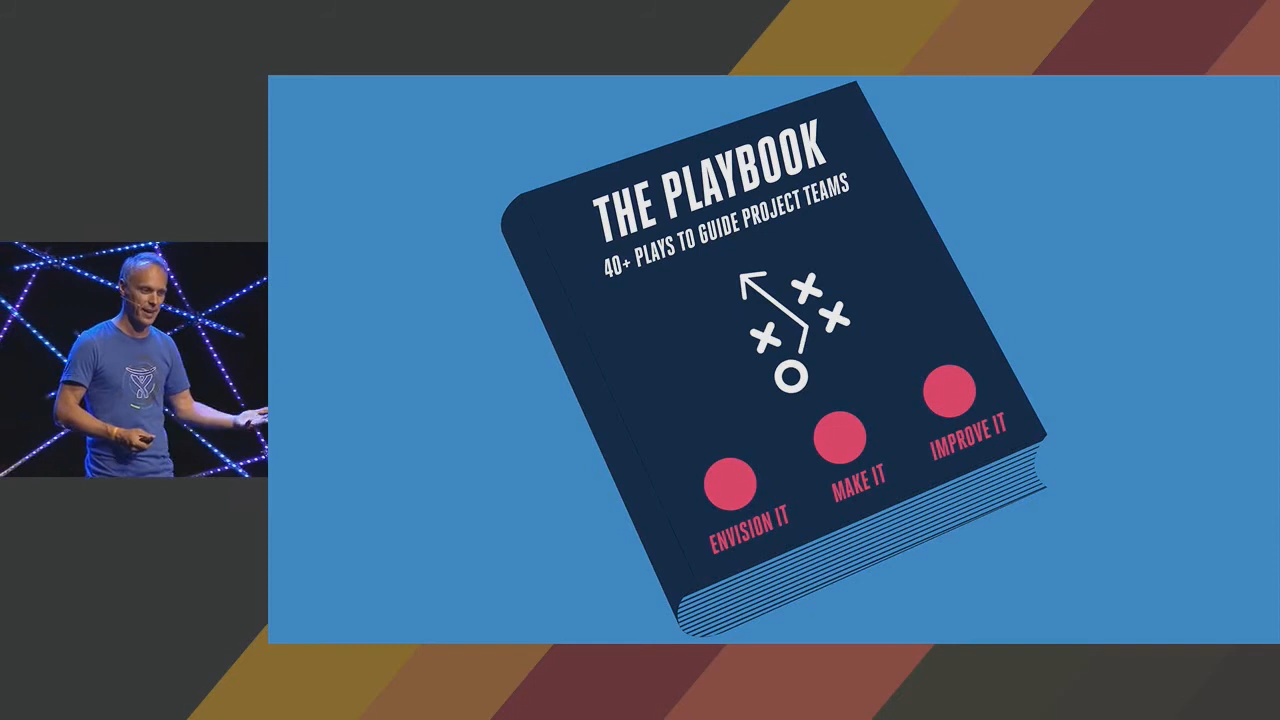 THE PLAYBOOK
40+ PLAYS TO GUIDE PROJECT TEAMS
ENVISION IT
MAKE IT
IMPROVE IT